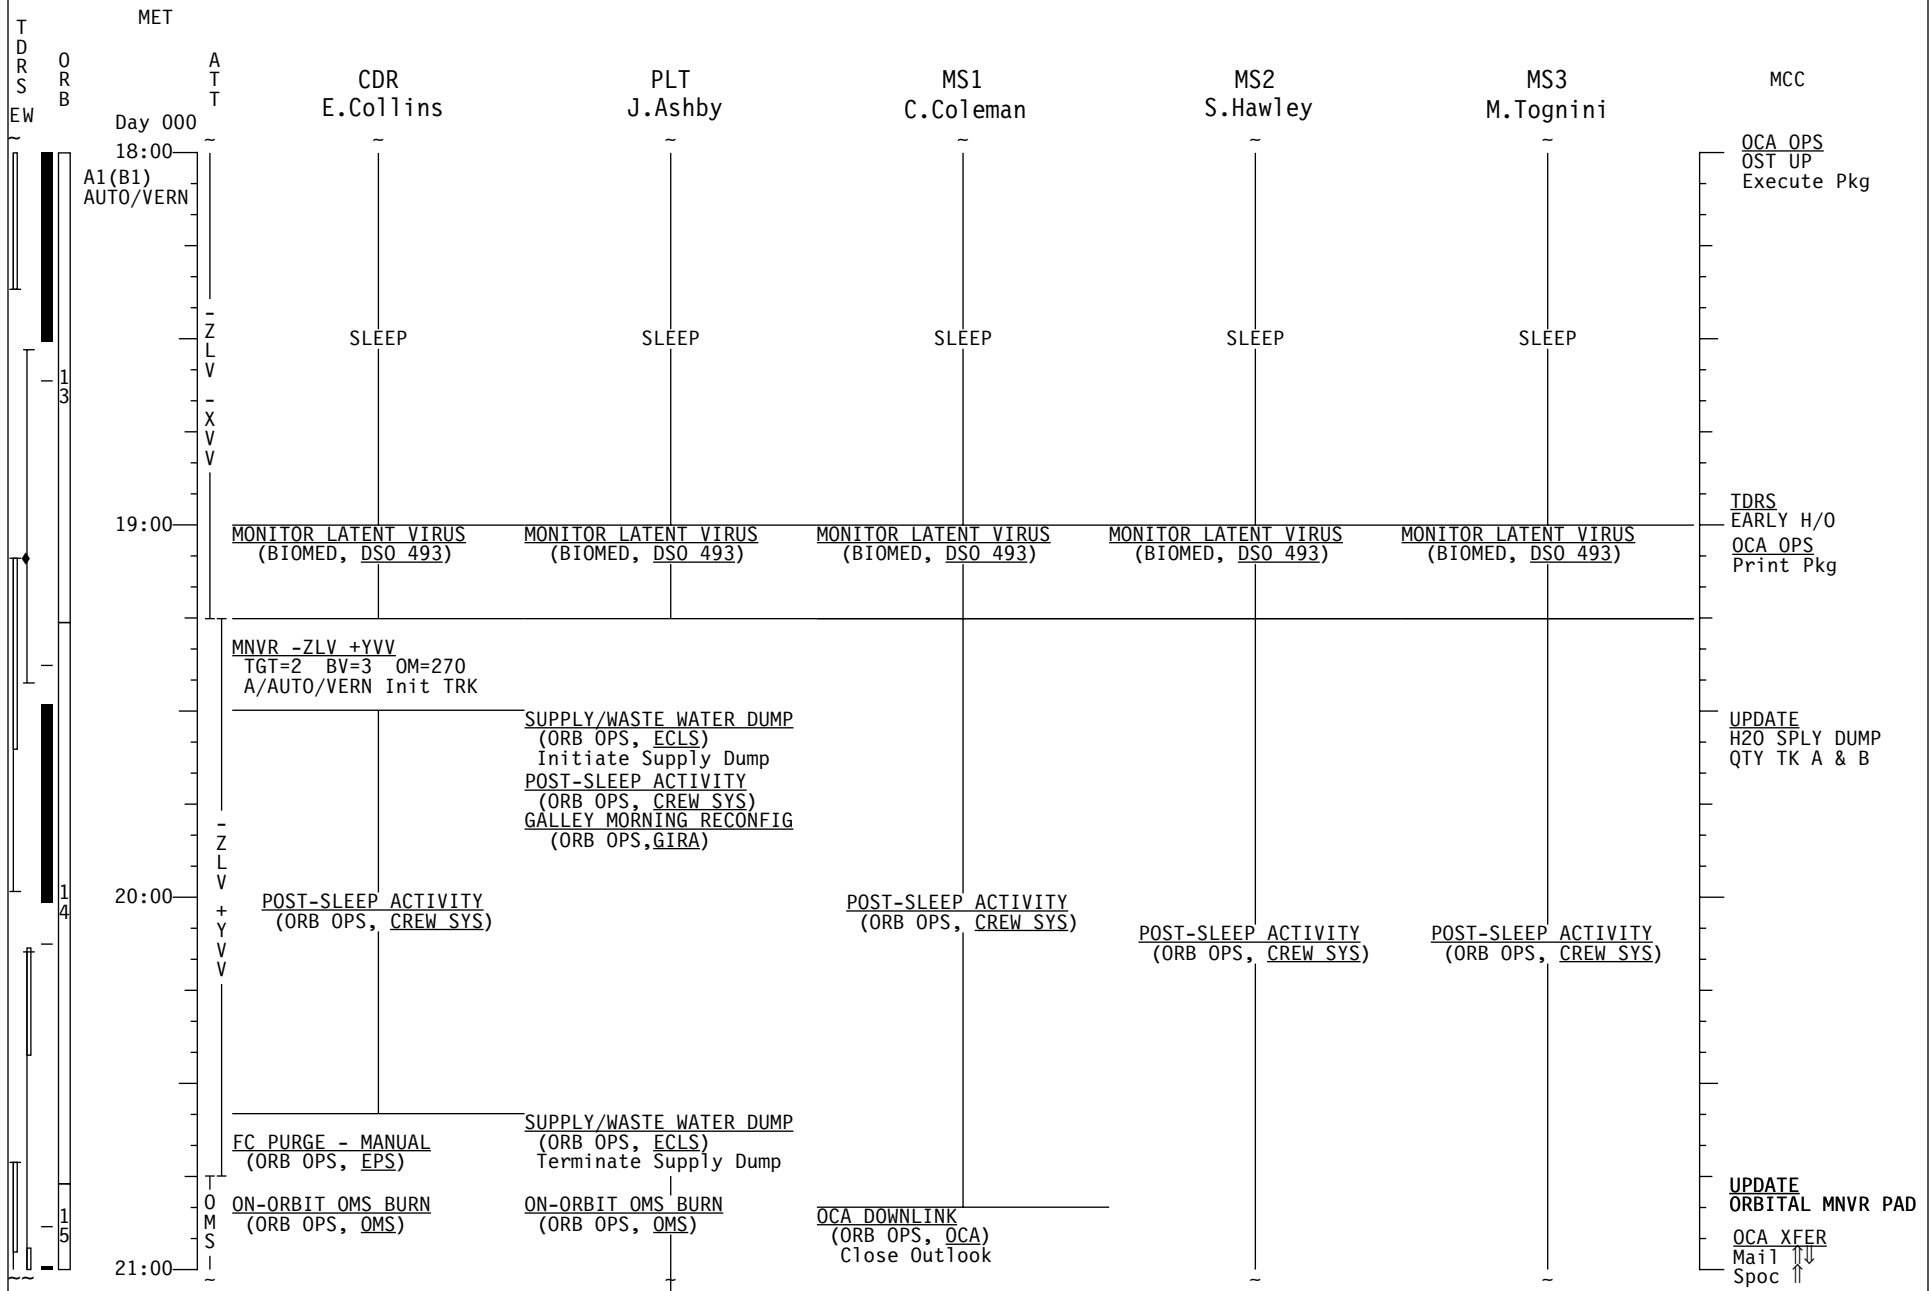 MET
TDRS
ORB
ATT
EW
Day 000
CDR
E.Collins
PLT
J.Ashby
MS1
C.Coleman
MS2
S.Hawley
MS3
M.Tognini
MCC
~
~ ~ ~ ~ ~ ~
18:00
A1(B1)
AUTO/VERN
OCA OPS
OST UP
Execute Pkg
-ZLV -XVV
SLEEP
SLEEP
SLEEP
SLEEP
SLEEP
13
19:00
MONITOR LATENT VIRUS
(BIOMED, DSO 493)
MONITOR LATENT VIRUS
(BIOMED, DSO 493)
MONITOR LATENT VIRUS
(BIOMED, DSO 493)
MONITOR LATENT VIRUS
(BIOMED, DSO 493)
MONITOR LATENT VIRUS
(BIOMED, DSO 493)
TDRS
EARLY H/O
OCA OPS
Print Pkg
MNVR -ZLV +YVV
TGT=2 BV=3 OM=270
A/AUTO/VERN Init TRK
SUPPLY/WASTE WATER DUMP
(ORB OPS, ECLS)
Initiate Supply Dump
POST-SLEEP ACTIVITY
(ORB OPS, CREW SYS)
GALLEY MORNING RECONFIG
(ORB OPS,GIRA)
UPDATE
H2O SPLY DUMP
QTY TK A & B
-ZLV +YVV
14
20:00
POST-SLEEP ACTIVITY
(ORB OPS, CREW SYS)
POST-SLEEP ACTIVITY
(ORB OPS, CREW SYS)
POST-SLEEP ACTIVITY
(ORB OPS, CREW SYS)
POST-SLEEP ACTIVITY
(ORB OPS, CREW SYS)
FC PURGE - MANUAL
(ORB OPS, EPS)
SUPPLY/WASTE WATER DUMP
(ORB OPS, ECLS)
Terminate Supply Dump
15
OMS
ON-ORBIT OMS BURN
(ORB OPS, OMS)
ON-ORBIT OMS BURN
(ORB OPS, OMS)
OCA DOWNLINK
(ORB OPS, OCA)
Close Outlook
UPDATE
ORBITAL MNVR PAD
OCA XFER
Mail ⇑⇓
Spoc ⇑
21:00
~~ ~ ~ ~ ~